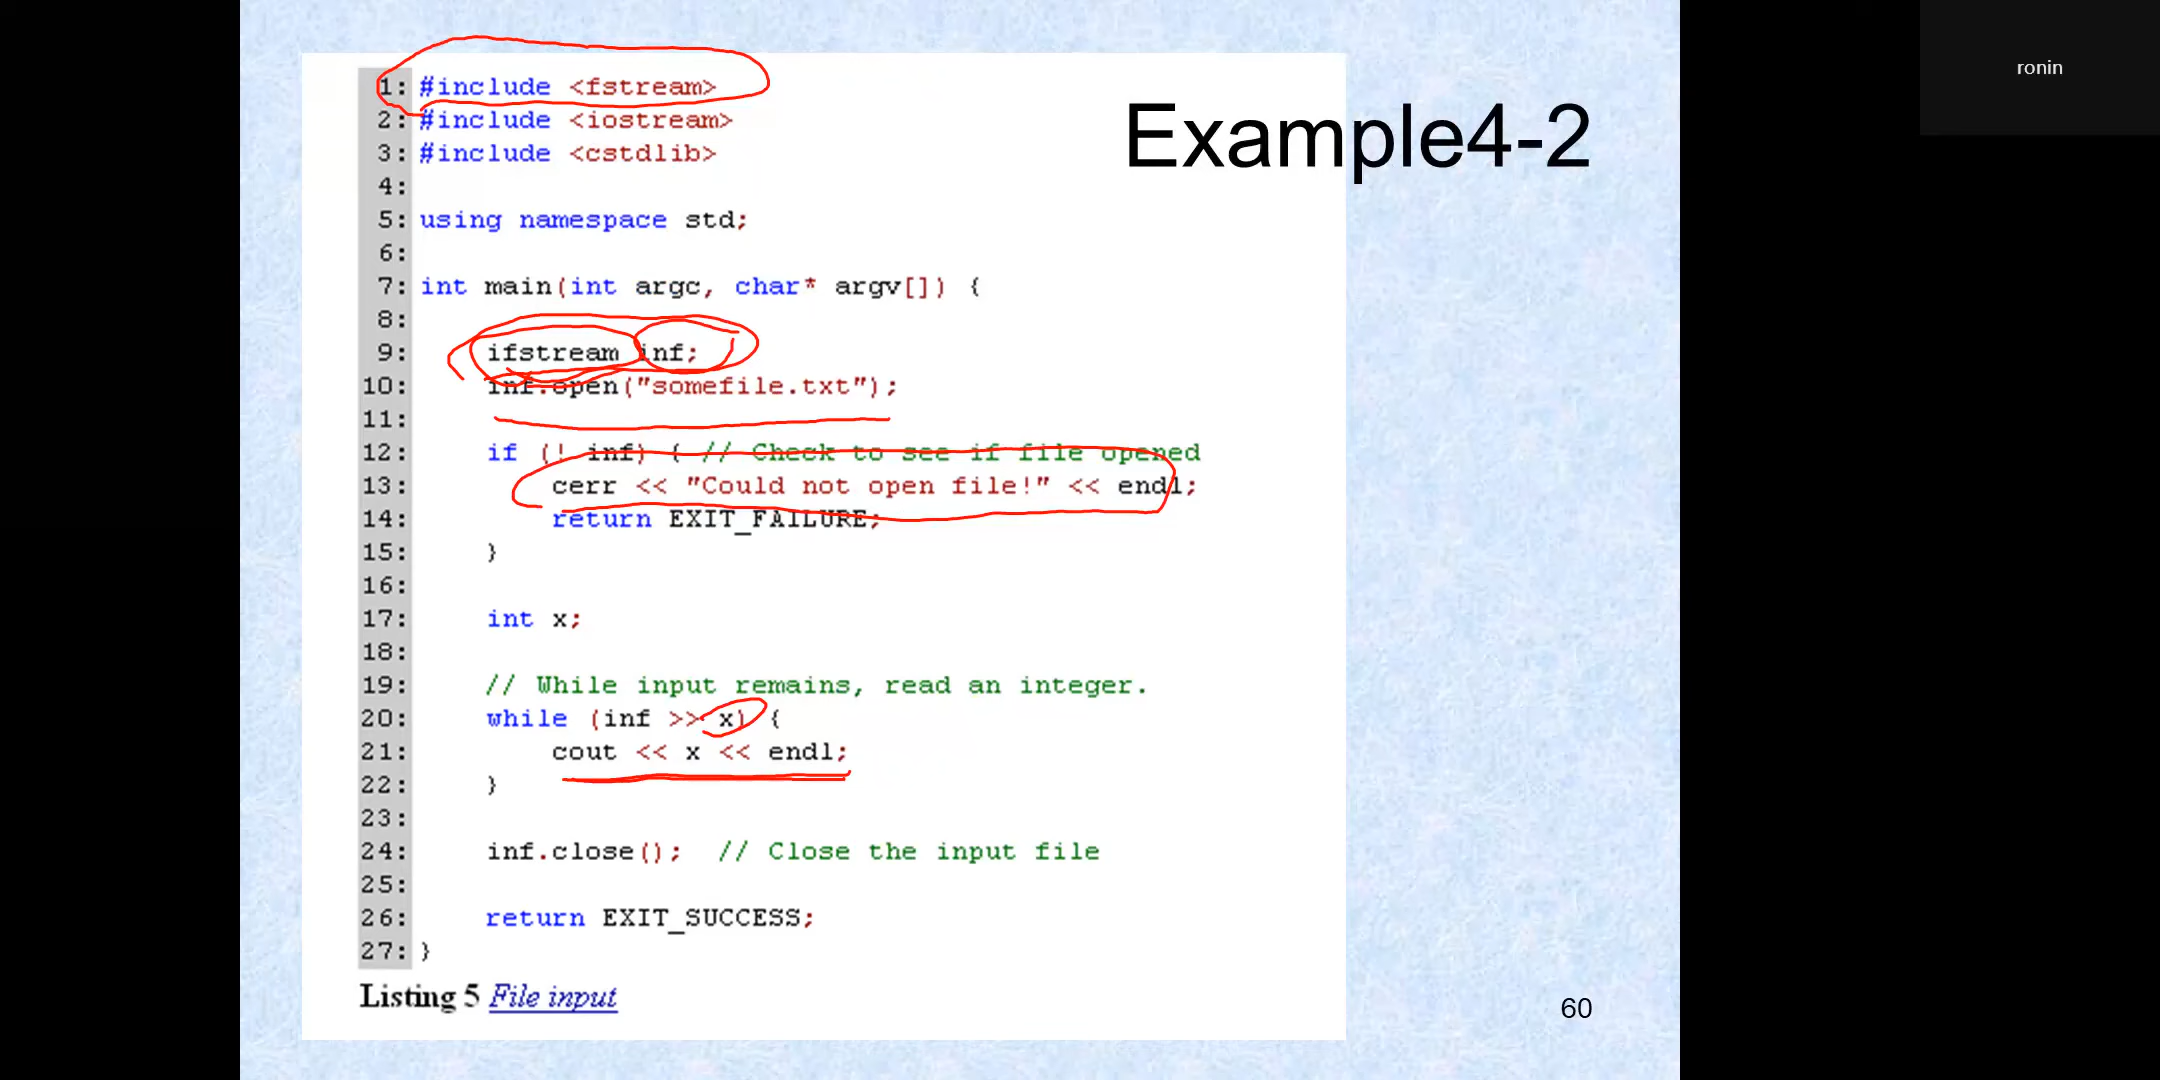 ronin
Example4-2
1: #include <fstream>
2: #include <iostream>
3: #include <cstdlib>
4:
5: using namespace std;
6:
7: int main(int argc, char* argv[]) {
8:
9:     ifstream inf;
10:     inf.open("somefile.txt");
11:
12:     if (! inf) { // Check to see if file opened
13:         cerr << "Could not open file!" << endl;
14:         return EXIT_FAILURE;
15:     }
16:
17:     int x;
18:
19:     // While input remains, read an integer.
20:     while (inf >> x) {
21:         cout << x << endl;
22:     }
23:
24:     inf.close();  // Close the input file
25:
26:     return EXIT_SUCCESS;
27: }
Listing 5 File input
60